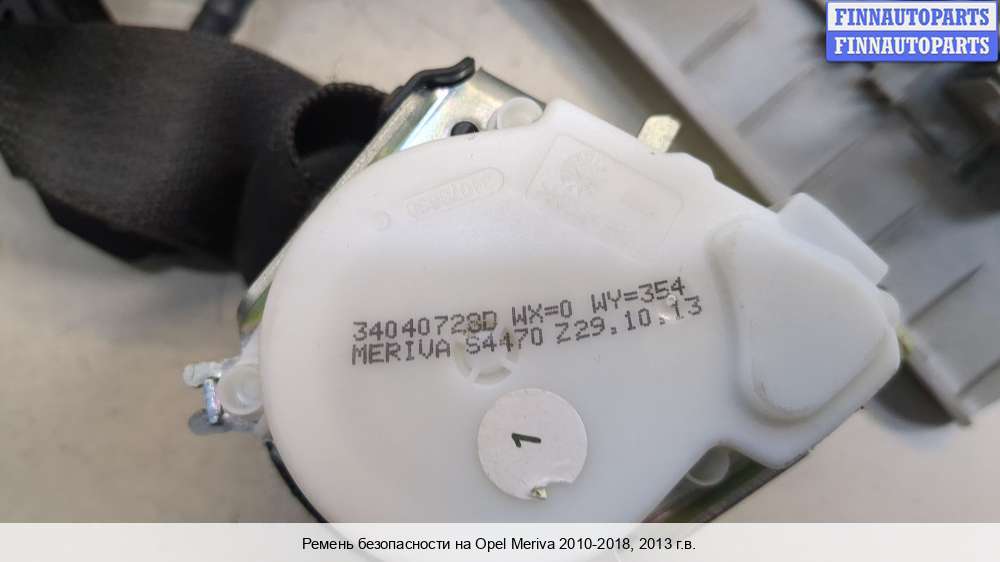 FINNAUTOPARTS
FINNAUTOPARTS
34040728D WX=0 WY=354
MERIVA S4470 Z29.10.13
1
Ремень безопасности на Opel Meriva 2010-2018, 2013 г.в.